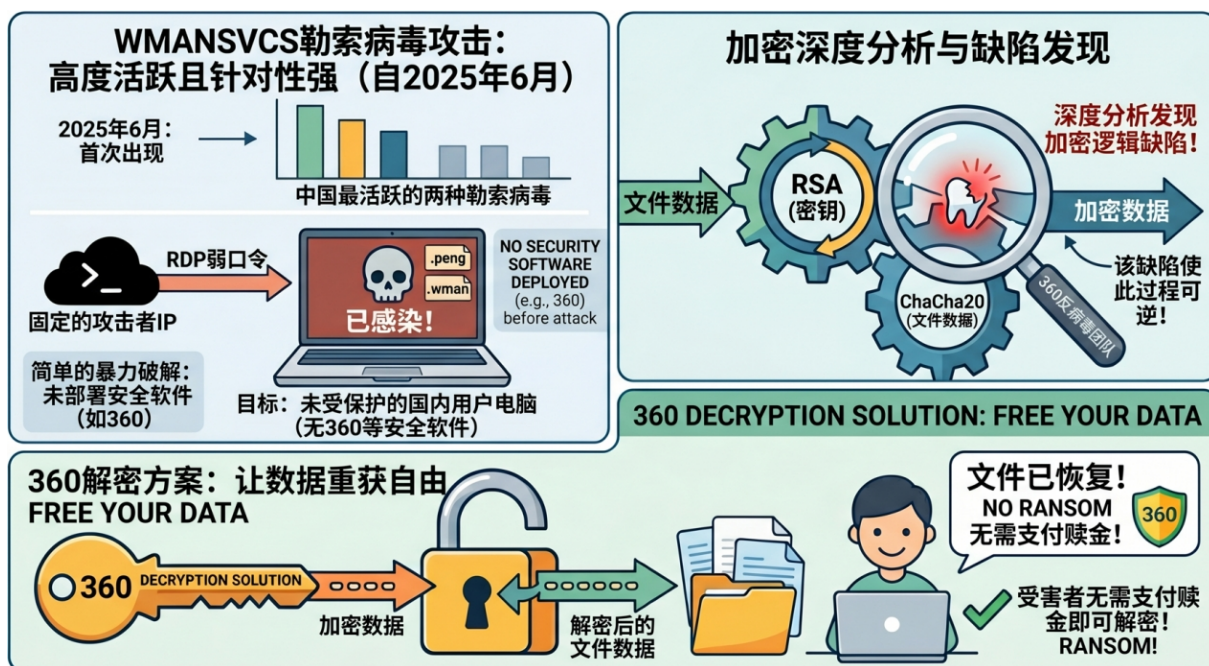 WMANSVCS勒索病毒攻击：
高度活跃且针对性强（自2025年6月）
2025年6月：
首次出现
中国最活跃的两种勒索病毒
RDP弱口令
固定的攻击者IP
简单的暴力破解：
未部署安全软件
（如360）
.peng
.wman
已感染！
NO SECURITY
SOFTWARE
DEPLOYED
(e.g., 360)
before attack
目标：未受保护的国内用户电脑
（无360等安全软件）
加密深度分析与缺陷发现
深度分析发现
加密逻辑缺陷！
文件数据
RSA
(密钥)
ChaCha20
(文件数据)
加密数据
360反病毒团队
该缺陷使
此过程可
逆！
360 DECRYPTION SOLUTION: FREE YOUR DATA
360解密方案：让数据重获自由
FREE YOUR DATA
360 DECRYPTION SOLUTION
加密数据
解密后的
文件数据
文件已恢复！
NO RANSOM
无需支付赎金！
360
受害者无需支付赎
金即可解密！
RANSOM!